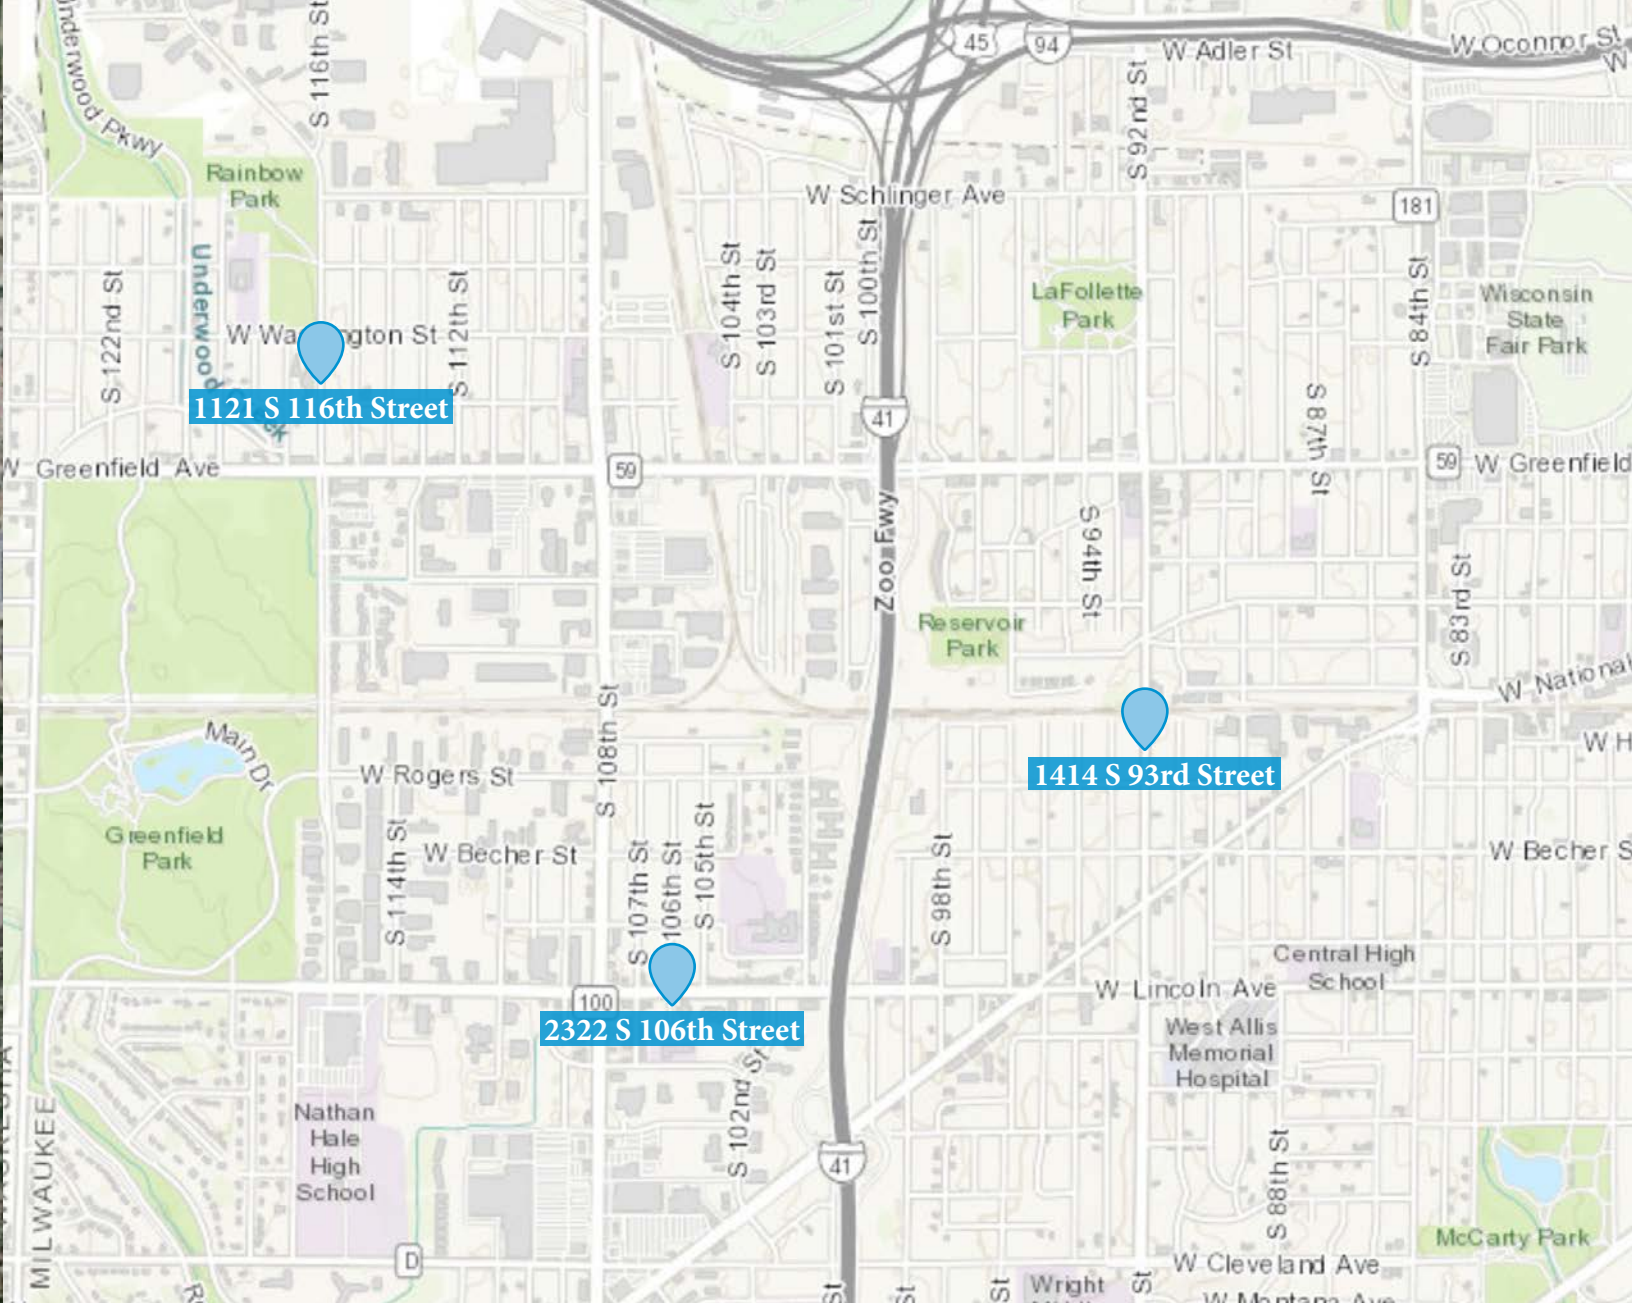 Underwood Pkwy
S 116th St
45
94
W Adler St
W Oconnor St
S 92nd St
Rainbow
Park
W Schlinger Ave
181
S 122nd St
Underwood
S 112th St
S 104th St
S 103rd St
S 101st St
S 100th St
LaFollette
Park
S 84th St
Wisconsin
State
Fair Park
1121 S 116th Street
S 87th St
41
W Greenfield Ave
59
59
W Greenfield
Zoo Fwy
S 94th St
S 83rd St
Reservoir
Park
W National
S 108th St
Main Dr
W Rogers St
1414 S 93rd Street
W H
Greenfield
Park
S 114th St
W Becher St
S 107th St
106th St
S 105th St
S 98th St
W Becher S
Central High
School
100
W Lincoln Ave
2322 S 106th Street
West Allis
Memorial
Hospital
S 102nd St
Nathan
Hale
High
School
MILWAUKEE
41
S 88th St
McCarty Park
D
W Cleveland Ave
St
St
St
Wright
St